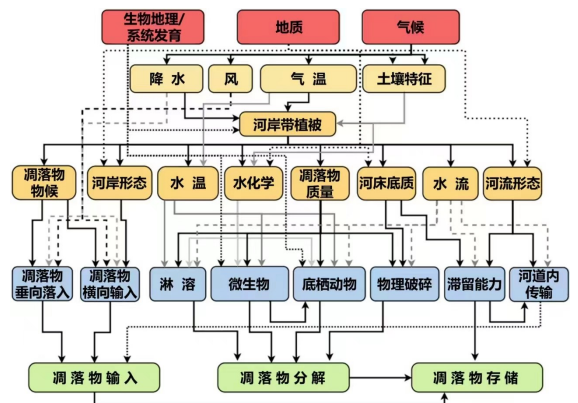 生物地理/
系统发育
地质
气候
降水
风
气温
土壤特征
河岸带植被
凋落物
物候
河岸形态
水温
水化学
凋落物
质量
河床底质
水流
河流形态
凋落物
垂向落入
凋落物
横向输入
淋溶
微生物
底栖动物
物理破碎
滞留能力
河道内
传输
凋落物输入
凋落物分解
凋落物存储